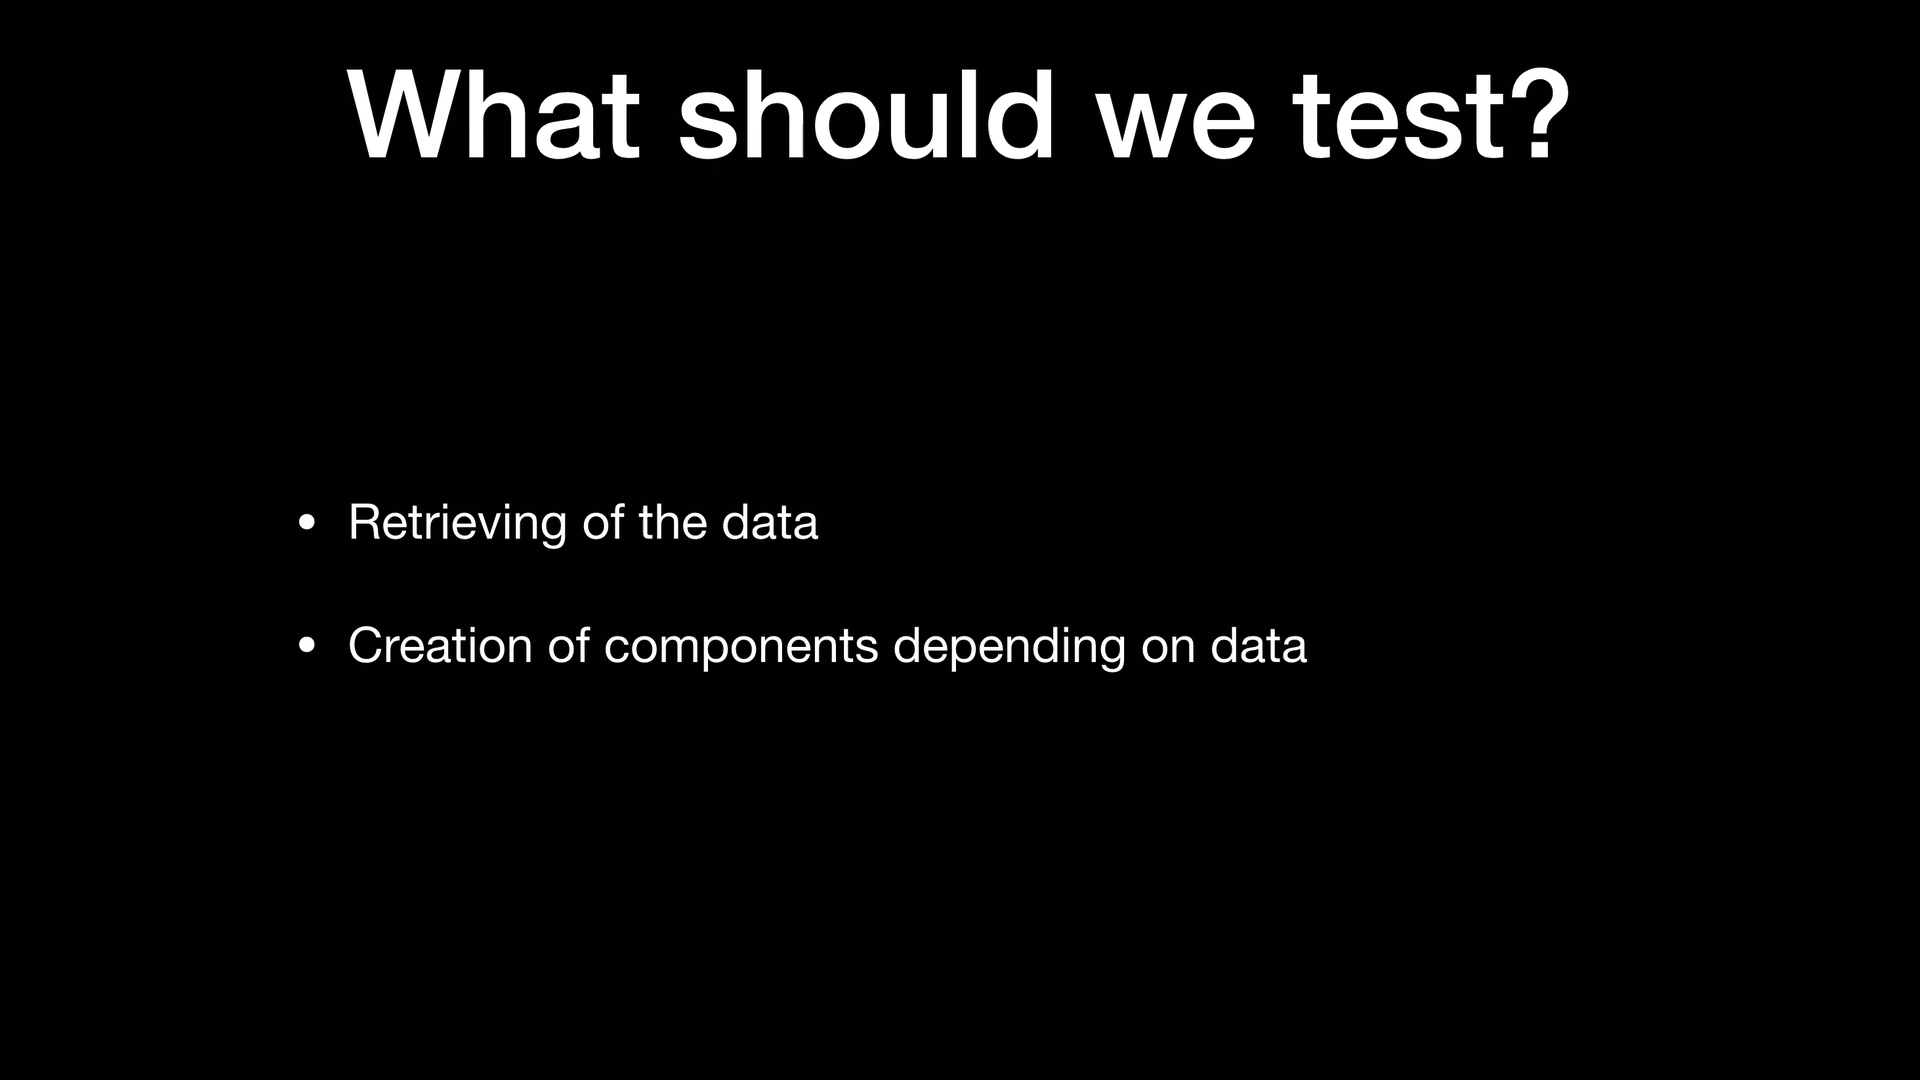 What should we test?
• Retrieving of the data
• Creation of components depending on data